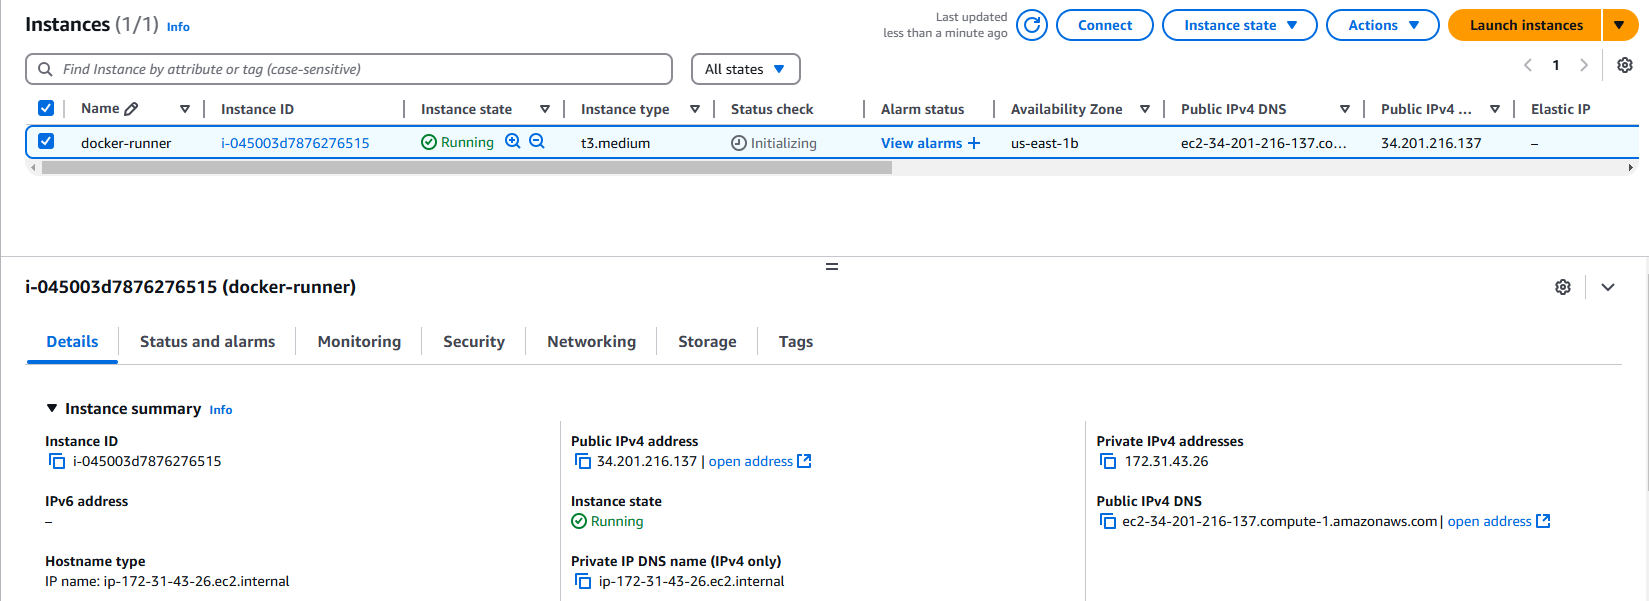 Instances (1/1) Info
Last updated
less than a minute ago
Connect
Instance state
Actions
Launch instances
Find Instance by attribute or tag (case-sensitive)
All states
1
Name Instance ID Instance state Instance type Status check Alarm status Availability Zone Public IPv4 DNS Public IPv4 ... Elastic IP
docker-runner i-045003d7876276515 Running t3.medium Initializing View alarms + us-east-1b ec2-34-201-216-137.co... 34.201.216.137 –
i-045003d7876276515 (docker-runner)
Details Status and alarms Monitoring Security Networking Storage Tags
Instance summary Info
Instance ID
i-045003d7876276515
Public IPv4 address
34.201.216.137 | open address
Private IPv4 addresses
172.31.43.26
IPv6 address
–
Instance state
Running
Public IPv4 DNS
ec2-34-201-216-137.compute-1.amazonaws.com | open address
Hostname type
IP name: ip-172-31-43-26.ec2.internal
Private IP DNS name (IPv4 only)
ip-172-31-43-26.ec2.internal